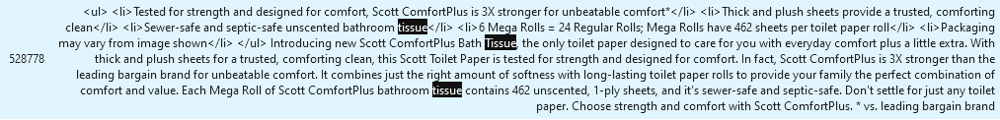 <ul> <li>Tested for strength and designed for comfort, Scott ComfortPlus is 3X stronger for unbeatable comfort*</li> <li>Thick and plush sheets provide a trusted, comforting
clean</li> <li>Sewer-safe and septic-safe unscented bathroom tissue</li> <li>6 Mega Rolls = 24 Regular Rolls; Mega Rolls have 462 sheets per toilet paper roll</li> <li>Packaging
may vary from image shown</li> </ul> Introducing new Scott ComfortPlus Bath Tissue, the only toilet paper designed to care for you with everyday comfort plus a little extra. With
528778 thick and plush sheets for a trusted, comforting clean, this Scott Toilet Paper is tested for strength and designed for comfort. In fact, Scott ComfortPlus is 3X stronger than the
leading bargain brand for unbeatable comfort. It combines just the right amount of softness with long-lasting toilet paper rolls to provide your family the perfect combination of
comfort and value. Each Mega Roll of Scott ComfortPlus bathroom tissue contains 462 unscented, 1-ply sheets, and it's sewer-safe and septic-safe. Don't settle for just any toilet
paper. Choose strength and comfort with Scott ComfortPlus. * vs. leading bargain brand